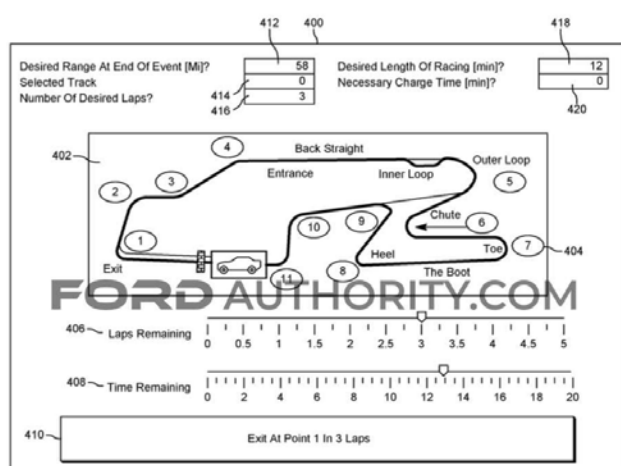 412 400 418
Desired Range At End Of Event [Mi]? 58 Desired Length Of Racing [min]? 12
Selected Track 0 Necessary Charge Time [min]? 0
414
Number Of Desired Laps? 3
416 420
402
4 Back Straight
Entrance Inner Loop Outer Loop
3 5
2
10 9 Chute 6
1
Heel Toe 7 404
Exit 11 8 The Boot
FORD AUTHORITY.COM
406 Laps Remaining
0 0.5 1 1.5 2 2.5 3 3.5 4 4.5 5
408 Time Remaining
0 2 4 6 8 10 12 14 16 18 20
410 Exit At Point 1 In 3 Laps